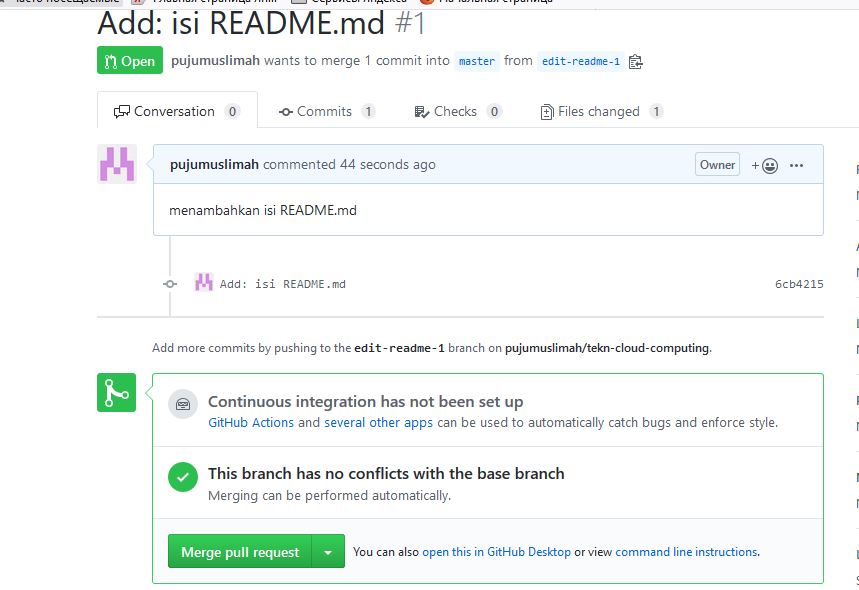 Add: isi README.md #1
Open pujumuslimah wants to merge 1 commit into master from edit-readme-1
Conversation 0 Commits 1 Checks 0 Files changed 1
pujumuslimah commented 44 seconds ago Owner
menambahkan isi README.md
Add: isi README.md 6cb4215
Add more commits by pushing to the edit-readme-1 branch on pujumuslimah/tekn-cloud-computing.
Continuous integration has not been set up
GitHub Actions and several other apps can be used to automatically catch bugs and enforce style.
This branch has no conflicts with the base branch
Merging can be performed automatically.
Merge pull request You can also open this in GitHub Desktop or view command line instructions.